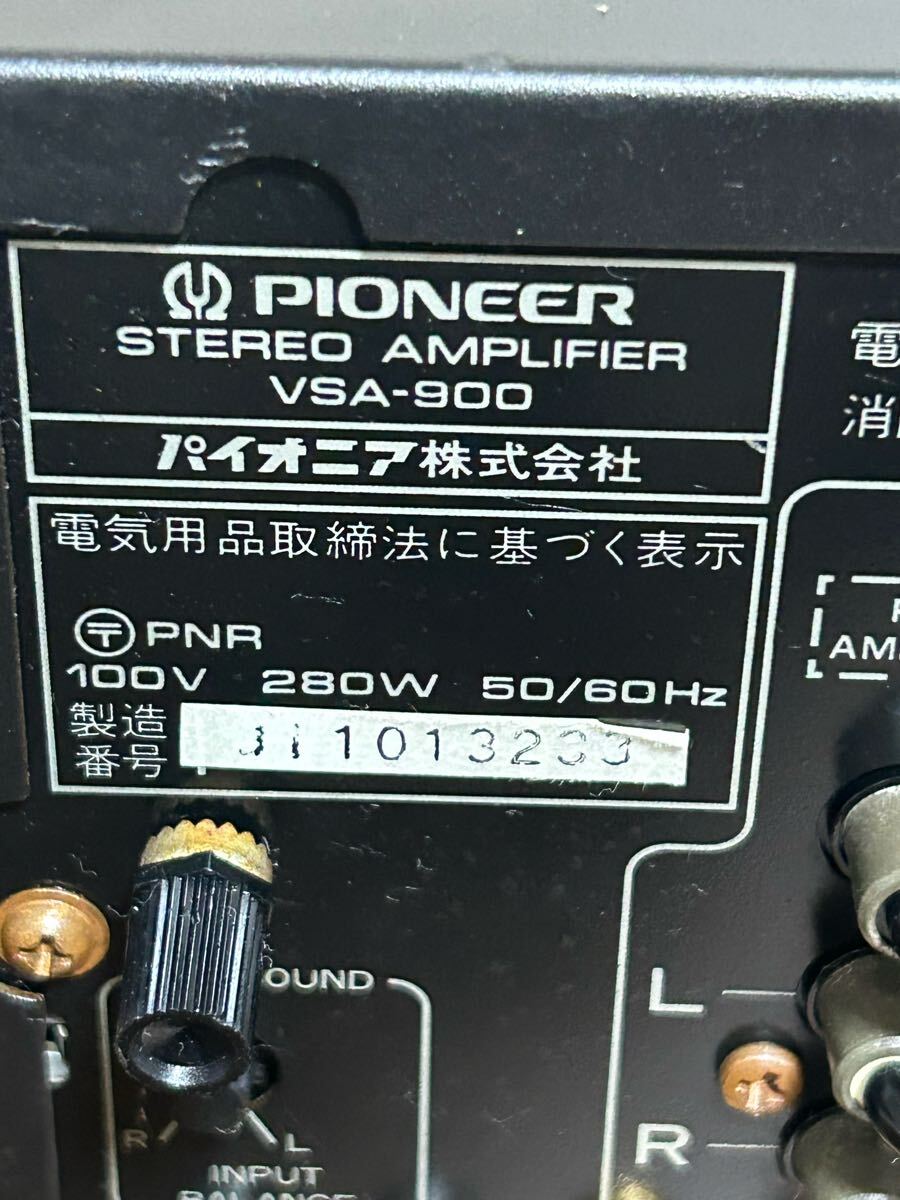 PIONEER
STEREO AMPLIFIER
VSA-900
パイオニア株式会社
電気用品取締法に基づく表示
〒 PNR
100V 280W 50/60Hz
製造番号
1013233
L
R
R L
INPUT
BALANCE